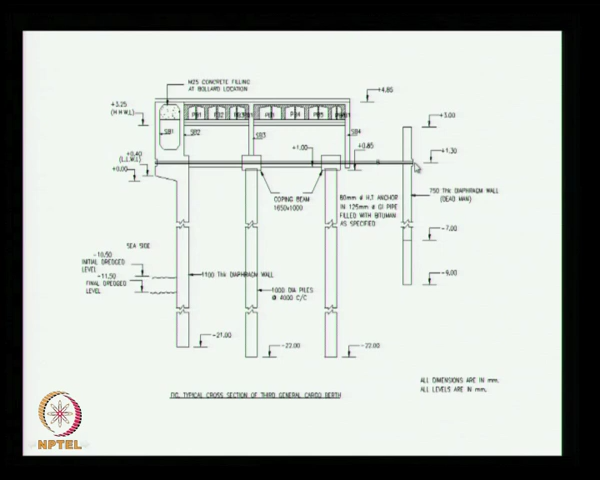 M25 CONCRETE FILLING
AT BOLLARD LOCATION
+4.85
+3.25
(H.H.W.L)
+3.00
SB1
SB2
SB3
SB4
+0.85
+1.00
+1.30
+0.40
(L.L.W.L)
+0.00
COPING BEAM
1650x1000
80mm ø H.T ANCHOR
IN 125mm ø GI PIPE
FILLED WITH BITUMAN
AS SPECIFIED
750 THK DIAPHRAGM WALL
(DEAD MAN)
-7.00
SEA SIDE
-10.50
INITIAL DREDGED
LEVEL
-11.50
FINAL DREDGED
LEVEL
1100 THK DIAPHRAGM WALL
1000 DIA PILES
@ 4000 C/C
-9.00
-21.00
-22.00
-22.00
FIG. TYPICAL CROSS SECTION OF THIRD GENERAL CARGO BERTH
ALL DIMENSIONS ARE IN mm.
ALL LEVELS ARE IN mm.
NPTEL